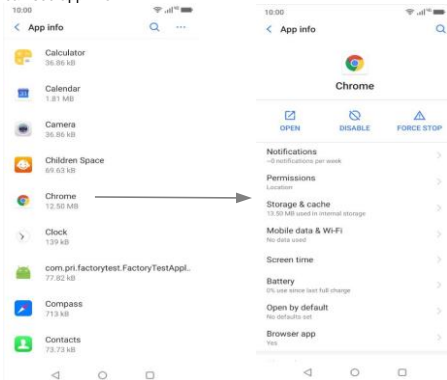 10:00
App info
Calculator
36.86 kB
Calendar
1.81 MB
Camera
36.86 kB
Children Space
69.63 kB
Chrome
12.50 MB
Clock
139 kB
com.pri.factorytest.FactoryTestAppl..
77.82 kB
Compass
713 kB
Contacts
73.73 kB
10:00
App info
Chrome
OPEN
DISABLE
FORCE STOP
Notifications
~0 notifications per week
Permissions
Location
Storage & cache
13.50 MB used in internal storage
Mobile data & Wi-Fi
No data used
Screen time
Battery
0% use since last full charge
Open by default
No defaults set
Browser app
Yes